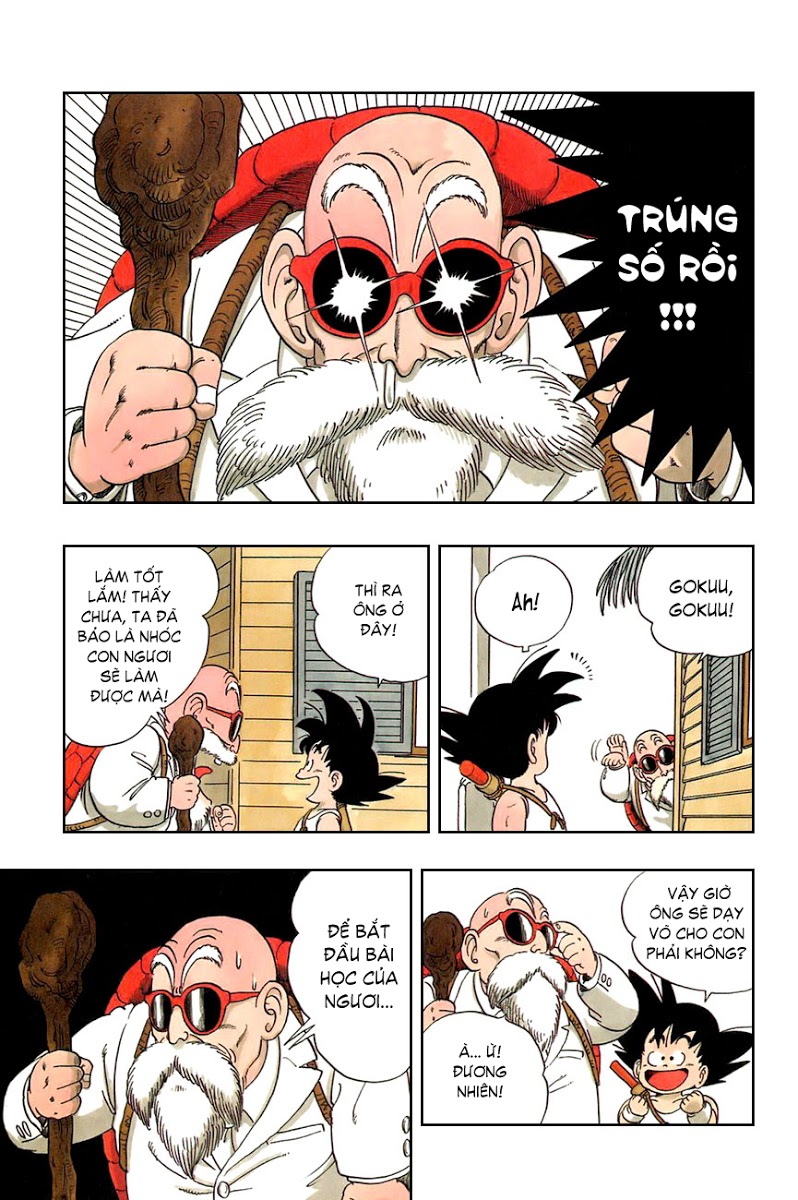 TRÚNG
SỐ RỒI
!!!
GOKUU,
GOKUU!
Ah!
THÌ RA
ÔNG Ở
ĐÂY!
LÀM TỐT
LẮM! THẤY
CHƯA, TA ĐÃ
BẢO LÀ NHÓC
CON NGƯƠI
SẼ LÀM
ĐƯỢC MÀ!
VẬY GIỜ
ÔNG SẼ DẠY
VÕ CHO CON
PHẢI KHÔNG?
À... Ừ!
ĐƯƠNG
NHIÊN!
ĐỂ BẮT
ĐẦU BÀI
HỌC CỦA
NGƯƠI...